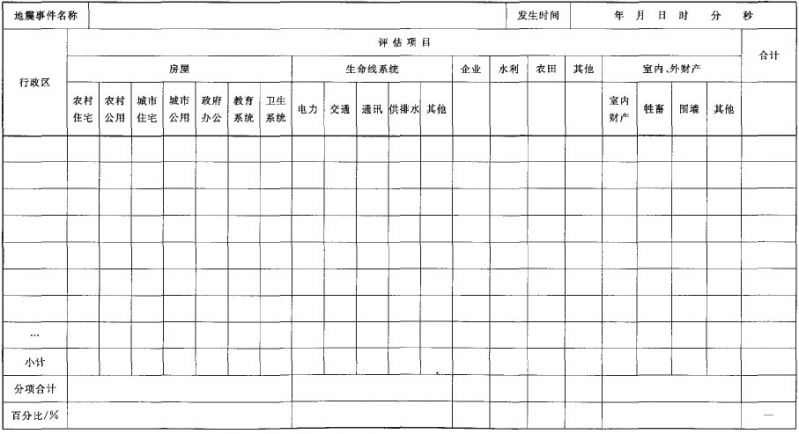 地震事件名称 发生时间 年 月 日 时 分 秒
行政区 评估项目 合计
房屋 生命线系统 企业 水利 农田 其他 室内、外财产
农村住宅 农村公用 城市住宅 城市公用 政府办公 教育系统 卫生系统 电力 交通 通讯 供排水 其他 室内财产 牲畜 围墙 其他
…
小计
分项合计
百分比/% —